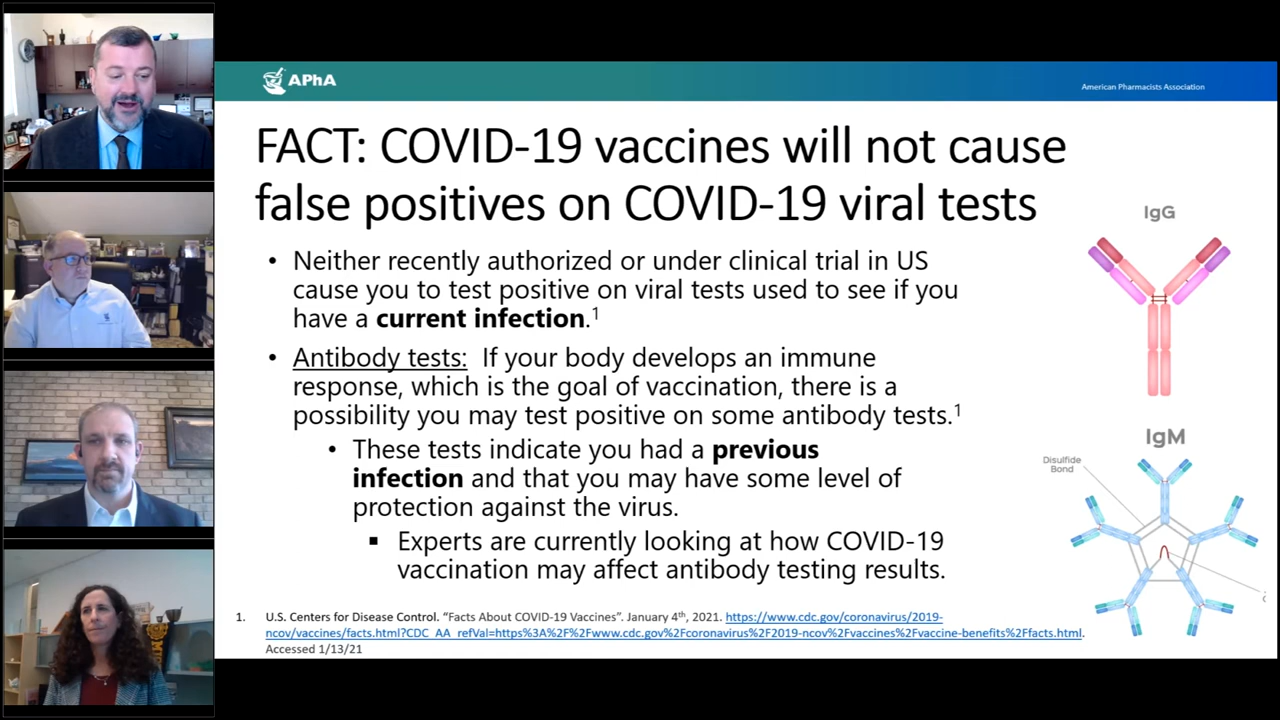 APhA
American Pharmacists Association
FACT: COVID-19 vaccines will not cause
false positives on COVID-19 viral tests
• Neither recently authorized or under clinical trial in US
cause you to test positive on viral tests used to see if you
have a current infection.1
• Antibody tests: If your body develops an immune
response, which is the goal of vaccination, there is a
possibility you may test positive on some antibody tests.1
• These tests indicate you had a previous
infection and that you may have some level of
protection against the virus.
▪ Experts are currently looking at how COVID-19
vaccination may affect antibody testing results.
IgG
IgM
Disulfide
Bond
1. U.S. Centers for Disease Control. “Facts About COVID-19 Vaccines”. January 4th, 2021. https://www.cdc.gov/coronavirus/2019-
ncov/vaccines/facts.html?CDC_AA_refVal=https%3A%2F%2Fwww.cdc.gov%2Fcoronavirus%2F2019-ncov%2Fvaccines%2Fvaccine-benefits%2Ffacts.html.
Accessed 1/13/21